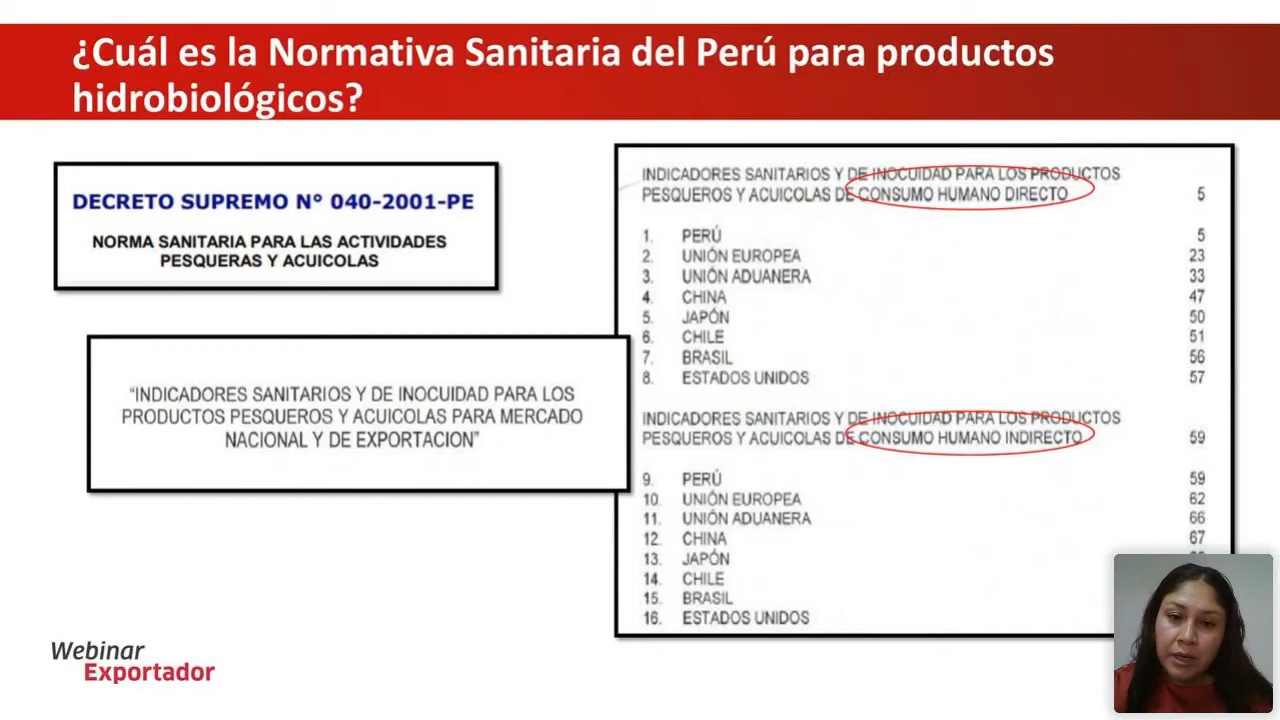 ¿Cuál es la Normativa Sanitaria del Perú para productos
hidrobiológicos?
DECRETO SUPREMO N° 040-2001-PE
NORMA SANITARIA PARA LAS ACTIVIDADES
PESQUERAS Y ACUICOLAS
“INDICADORES SANITARIOS Y DE INOCUIDAD PARA LOS
PRODUCTOS PESQUEROS Y ACUICOLAS PARA MERCADO
NACIONAL Y DE EXPORTACION”
INDICADORES SANITARIOS Y DE INOCUIDAD PARA LOS PRODUCTOS
PESQUEROS Y ACUICOLAS DE CONSUMO HUMANO DIRECTO 5
1. PERÚ 5
2. UNIÓN EUROPEA 23
3. UNIÓN ADUANERA 33
4. CHINA 47
5. JAPÓN 50
6. CHILE 51
7. BRASIL 56
8. ESTADOS UNIDOS 57
INDICADORES SANITARIOS Y DE INOCUIDAD PARA LOS PRODUCTOS
PESQUEROS Y ACUICOLAS DE CONSUMO HUMANO INDIRECTO 59
9. PERÚ 59
10. UNIÓN EUROPEA 62
11. UNIÓN ADUANERA 66
12. CHINA 67
13. JAPÓN
14. CHILE
15. BRASIL
16. ESTADOS UNIDOS
Webinar
Exportador